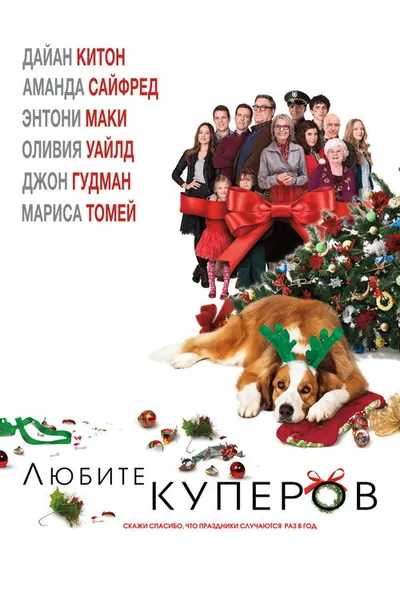 ДАЙАН КИТОН
АМАНДА САЙФРЕД
ЭНТОНИ МАКИ
ОЛИВИЯ УАЙЛД
ДЖОН ГУДМАН
МАРИСА ТОМЕЙ
ЛЮБИТЕ
КУПЕРОВ
СКАЖИ СПАСИБО, ЧТО ПРАЗДНИКИ СЛУЧАЮТСЯ РАЗ В ГОД